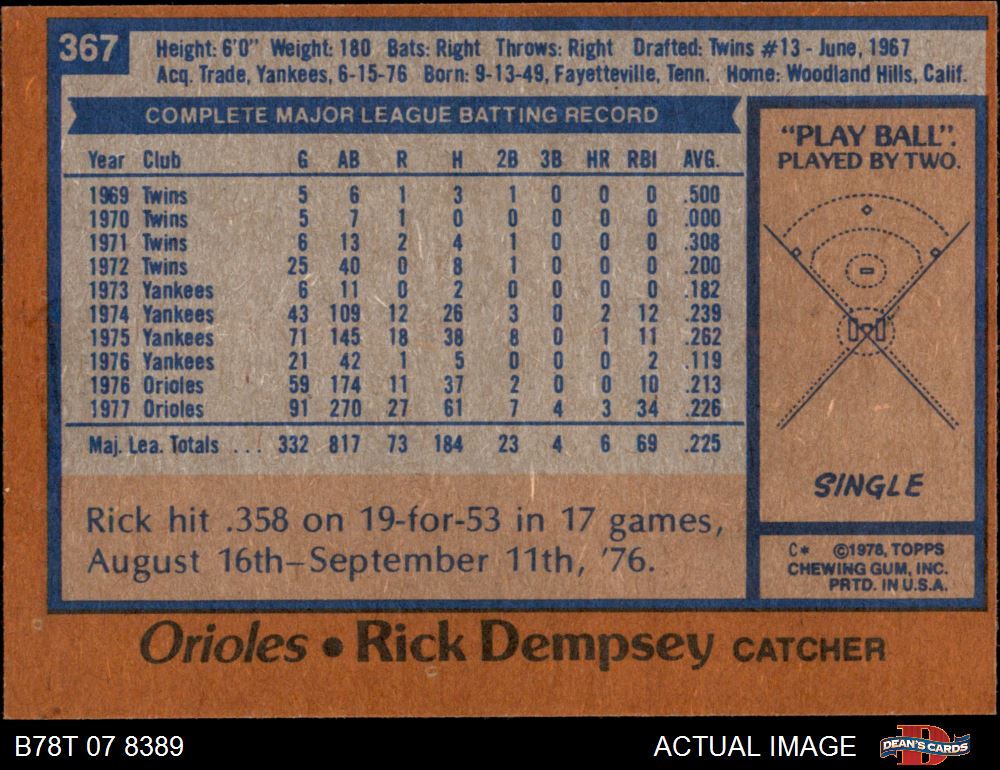 367
Height: 6'0" Weight: 180 Bats: Right Throws: Right Drafted: Twins #13 - June, 1967
Acq. Trade, Yankees, 6-15-76 Born: 9-13-49, Fayetteville, Tenn. Home: Woodland Hills, Calif.
COMPLETE MAJOR LEAGUE BATTING RECORD
Year Club G AB R H 2B 3B HR RBI AVG.
1969 Twins 5 6 1 3 1 0 0 0 .500
1970 Twins 5 7 1 0 0 0 0 0 .000
1971 Twins 6 13 2 4 1 0 0 0 .308
1972 Twins 25 40 0 8 1 0 0 0 .200
1973 Yankees 6 11 0 2 0 0 0 0 .182
1974 Yankees 43 109 12 26 3 0 2 12 .239
1975 Yankees 71 145 18 38 8 0 1 11 .262
1976 Yankees 21 42 1 5 0 0 0 2 .119
1976 Orioles 59 174 11 37 2 0 0 10 .213
1977 Orioles 91 270 27 61 7 4 3 34 .226
Maj. Lea. Totals ... 332 817 73 184 23 4 6 69 .225
Rick hit .358 on 19-for-53 in 17 games,
August 16th–September 11th, '76.
"PLAY BALL".
PLAYED BY TWO.
SINGLE
C* ©1978, TOPPS
CHEWING GUM, INC.
PRTD. IN U.S.A.
Orioles • Rick Dempsey CATCHER
B78T 07 8389
ACTUAL IMAGE
DEAN'S CARDS